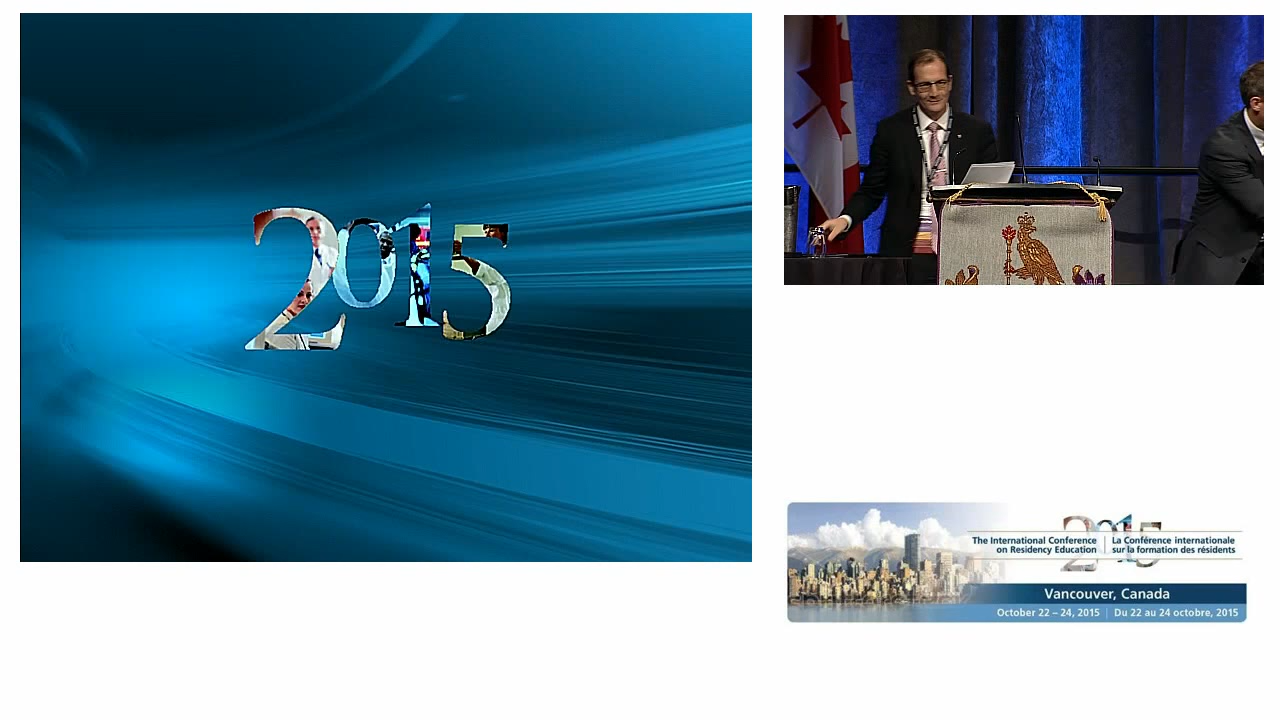 2015
2015
The International Conference
on Residency Education
La Conférence internationale
sur la formation des résidents
Vancouver, Canada
October 22 – 24, 2015 | Du 22 au 24 octobre, 2015